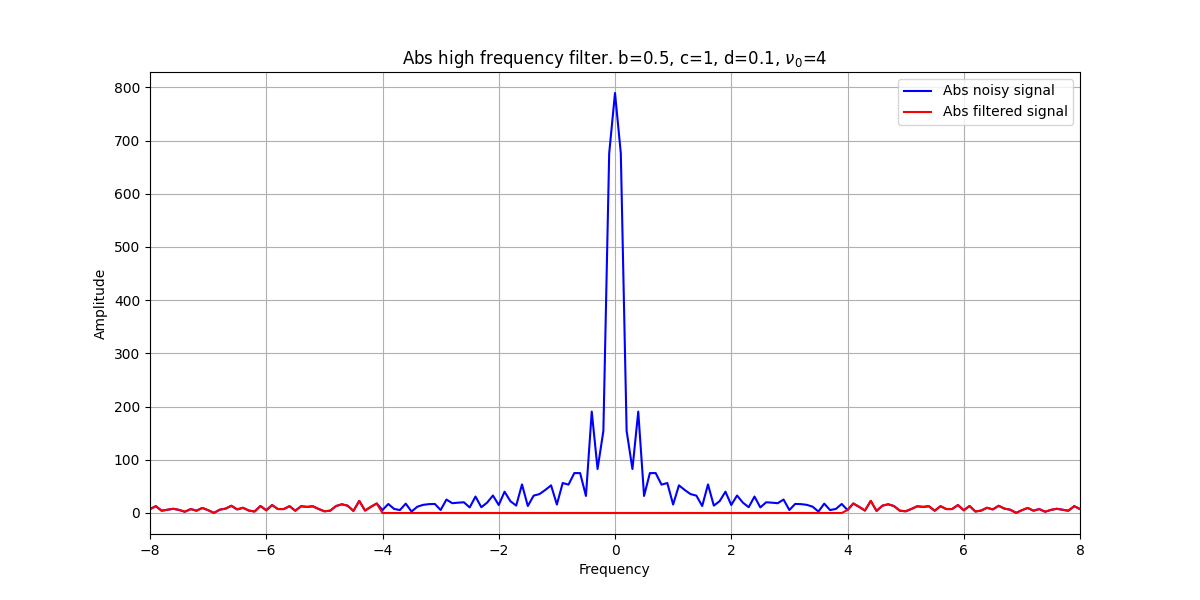 Abs high frequency filter. b=0.5, c=1, d=0.1, ν₀=4
Abs noisy signal
Abs filtered signal
Amplitude
800
700
600
500
400
300
200
100
0
−8 −6 −4 −2 0 2 4 6 8
Frequency